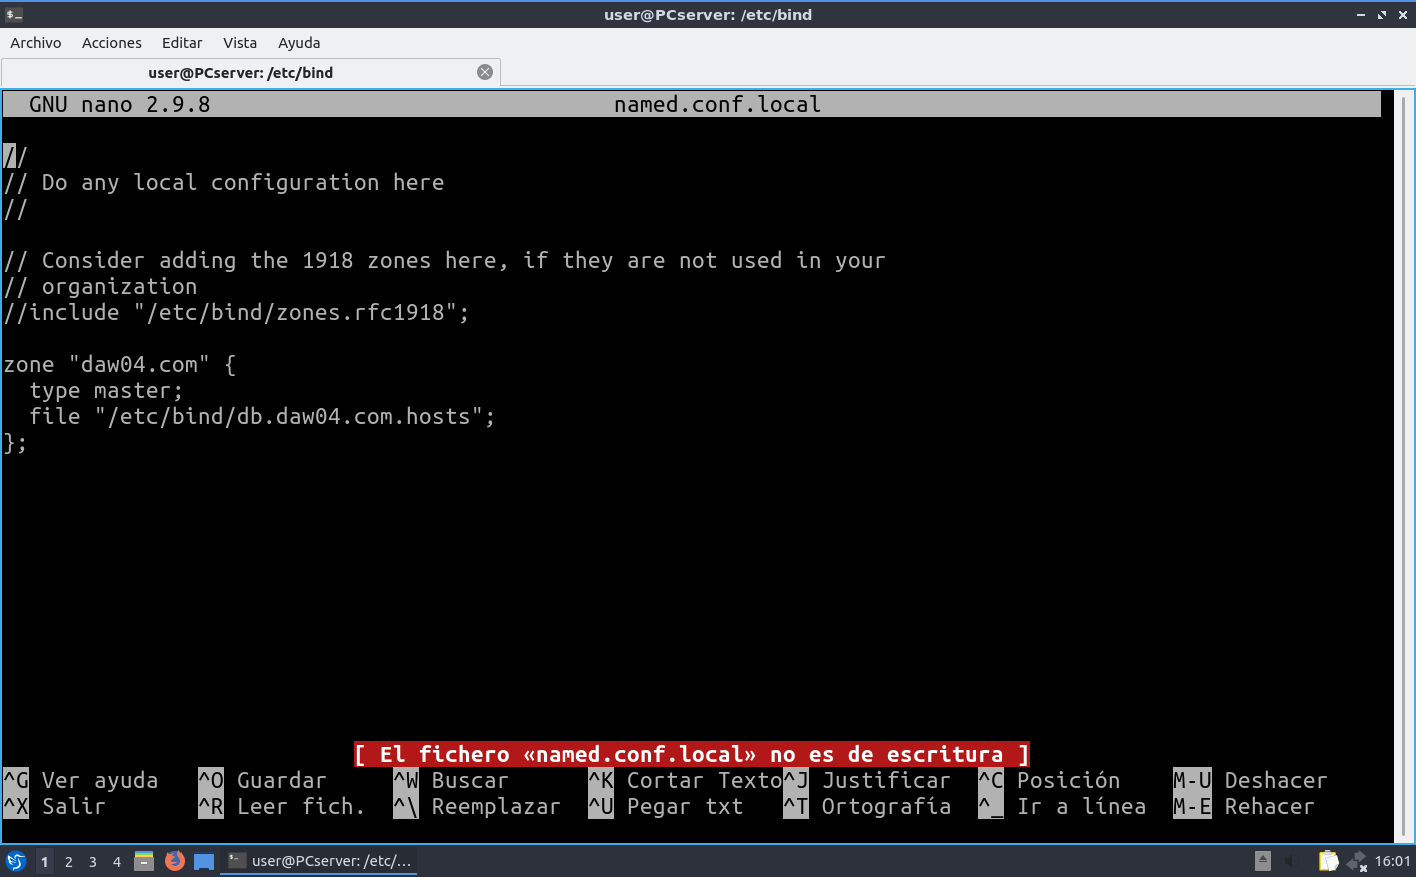 user@PCserver: /etc/bind
Archivo Acciones Editar Vista Ayuda
user@PCserver: /etc/bind
GNU nano 2.9.8 named.conf.local
//
// Do any local configuration here
//
// Consider adding the 1918 zones here, if they are not used in your
// organization
//include "/etc/bind/zones.rfc1918";
zone "daw04.com" {
  type master;
  file "/etc/bind/db.daw04.com.hosts";
};
[ El fichero «named.conf.local» no es de escritura ]
^G Ver ayuda ^O Guardar ^W Buscar ^K Cortar Texto ^J Justificar ^C Posición M-U Deshacer
^X Salir ^R Leer fich. ^\ Reemplazar ^U Pegar txt ^T Ortografía ^_ Ir a línea M-E Rehacer
1 2 3 4 user@PCserver: /etc/... 16:01